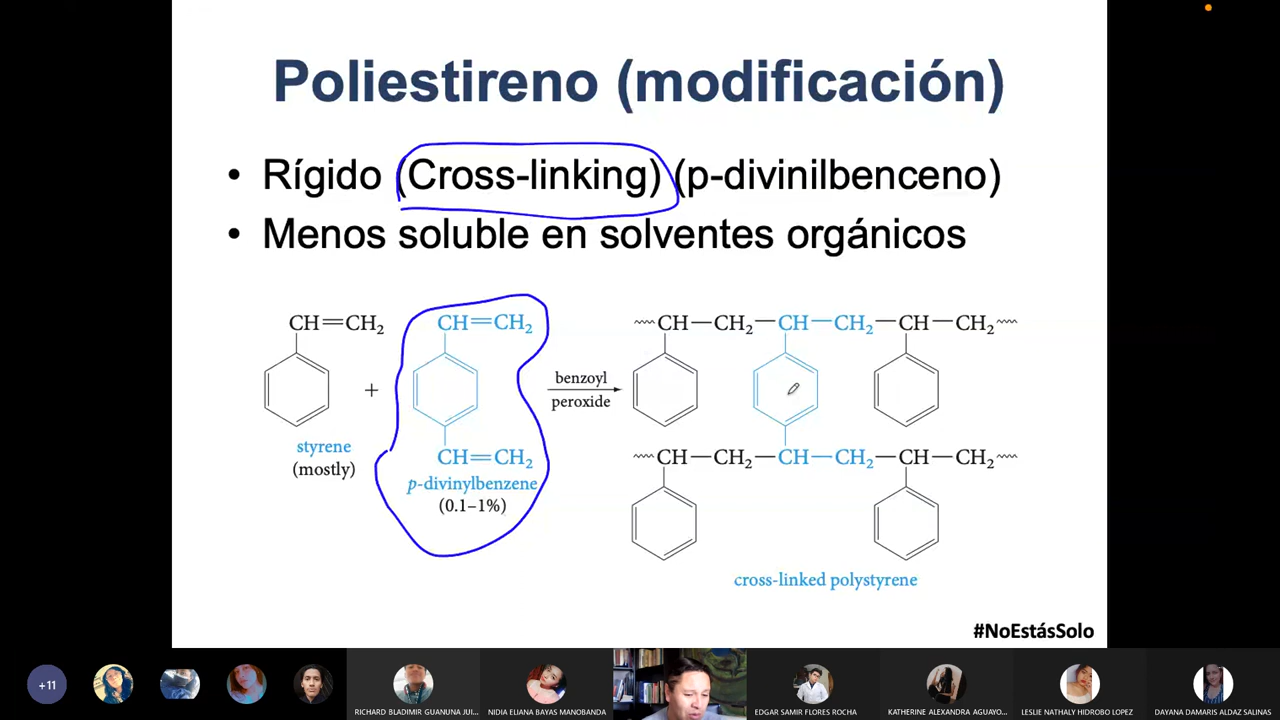 Poliestireno (modificación)
• Rígido (Cross-linking) (p-divinilbenceno)
• Menos soluble en solventes orgánicos
CH=CH₂
+
styrene
(mostly)
CH=CH₂
CH=CH₂
p-divinylbenzene
(0.1–1%)
benzoyl
peroxide
CH—CH₂—CH—CH₂—CH—CH₂
CH—CH₂—CH—CH₂—CH—CH₂
cross-linked polystyrene
#NoEstásSolo
+11
RICHARD BLADIMIR GUANUNA JUI...
NIDIA ELIANA BAYAS MANOBANDA
EDGAR SAMIR FLORES ROCHA
KATHERINE ALEXANDRA AGUAYO...
LESLIE NATHALY HIDROBO LOPEZ
DAYANA DAMARIS ALDAZ SALINAS